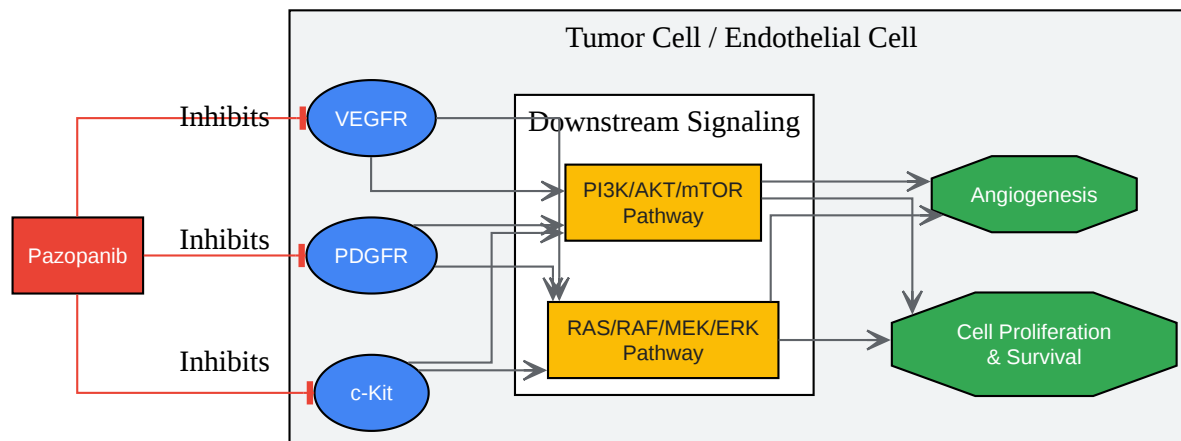 Tumor Cell / Endothelial Cell
Inhibits
VEGFR
Downstream Signaling
PI3K/AKT/mTOR
Pathway
Angiogenesis
Pazopanib
Inhibits
PDGFR
RAS/RAF/MEK/ERK
Pathway
Cell Proliferation
& Survival
Inhibits
c-Kit